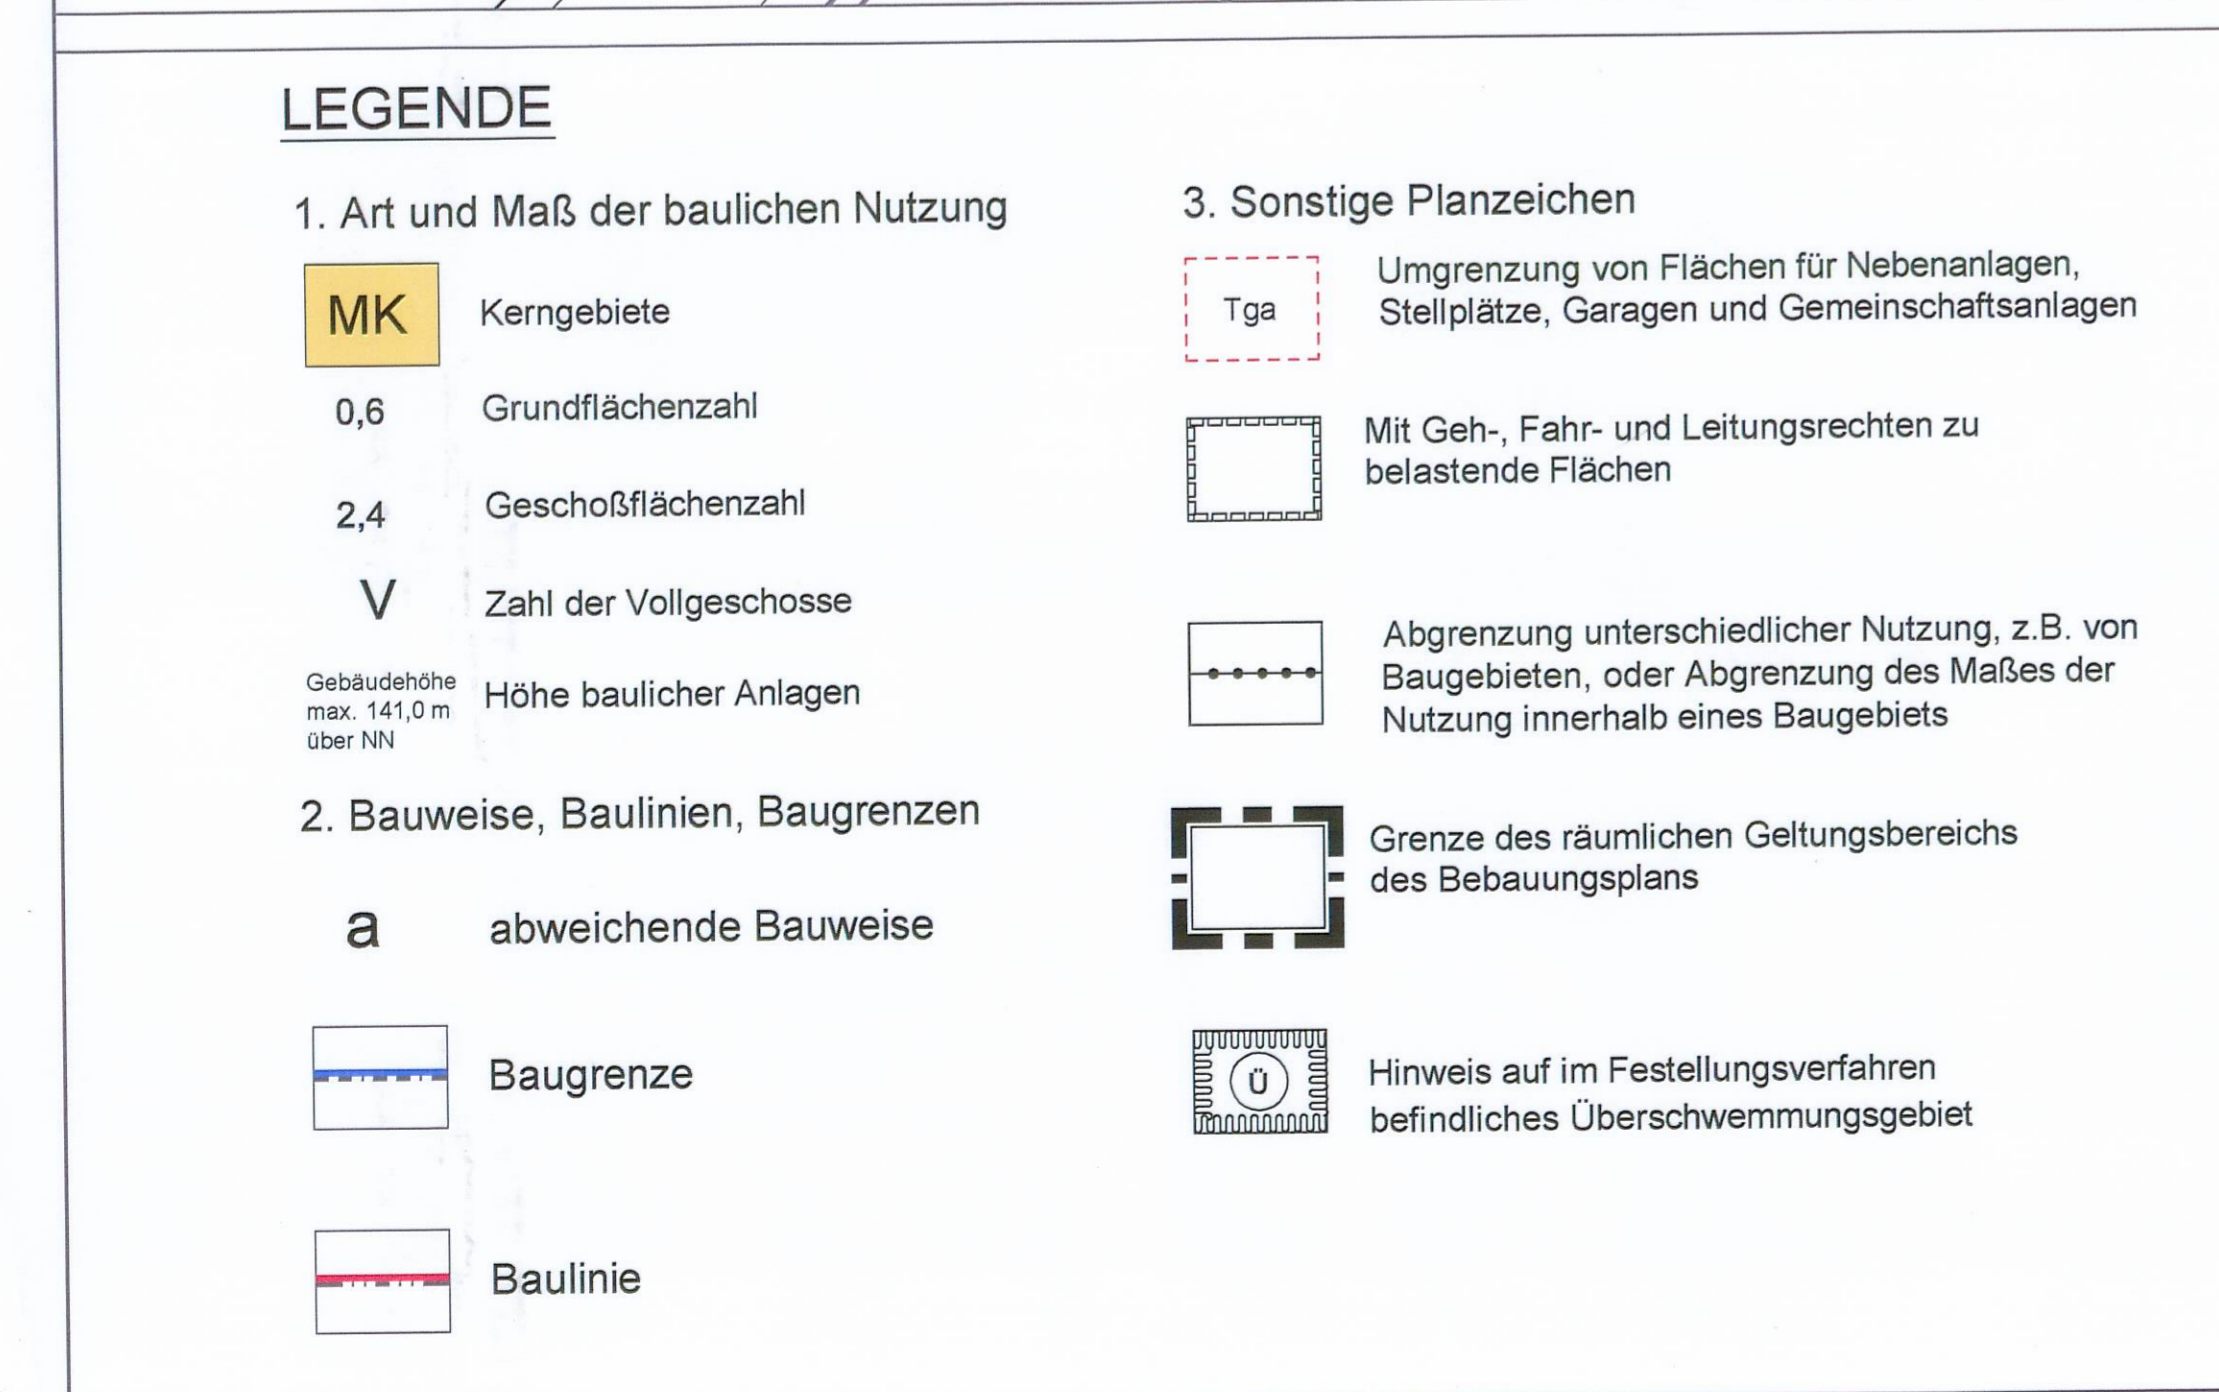 LEGENDE
1. Art und Maß der baulichen Nutzung
MK
Kerngebiete
0,6
Grundflächenzahl
2,4
Geschoßflächenzahl
V
Zahl der Vollgeschosse
Gebäudehöhe
max. 141,0 m
über NN
Höhe baulicher Anlagen
2. Bauweise, Baulinien, Baugrenzen
a
abweichende Bauweise
Baugrenze
Baulinie
3. Sonstige Planzeichen
Tga
Umgrenzung von Flächen für Nebenanlagen,
Stellplätze, Garagen und Gemeinschaftsanlagen
Mit Geh-, Fahr- und Leitungsrechten zu
belastende Flächen
Abgrenzung unterschiedlicher Nutzung, z.B. von
Baugebieten, oder Abgrenzung des Maßes der
Nutzung innerhalb eines Baugebiets
Grenze des räumlichen Geltungsbereichs
des Bebauungsplans
Ü
Hinweis auf im Festellungsverfahren
befindliches Überschwemmungsgebiet